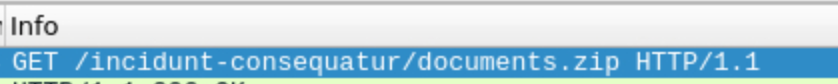 Info
GET /incidunt-consequatur/documents.zip HTTP/1.1